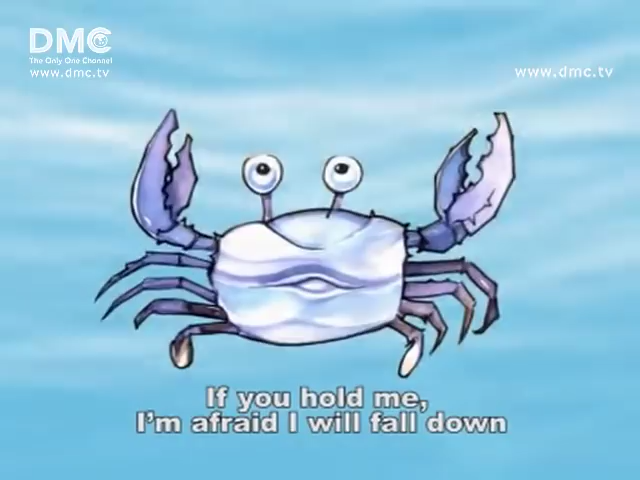 DMC
The Only One Channel
www.dmc.tv
www.dmc.tv
If you hold me,
I'm afraid I will fall down